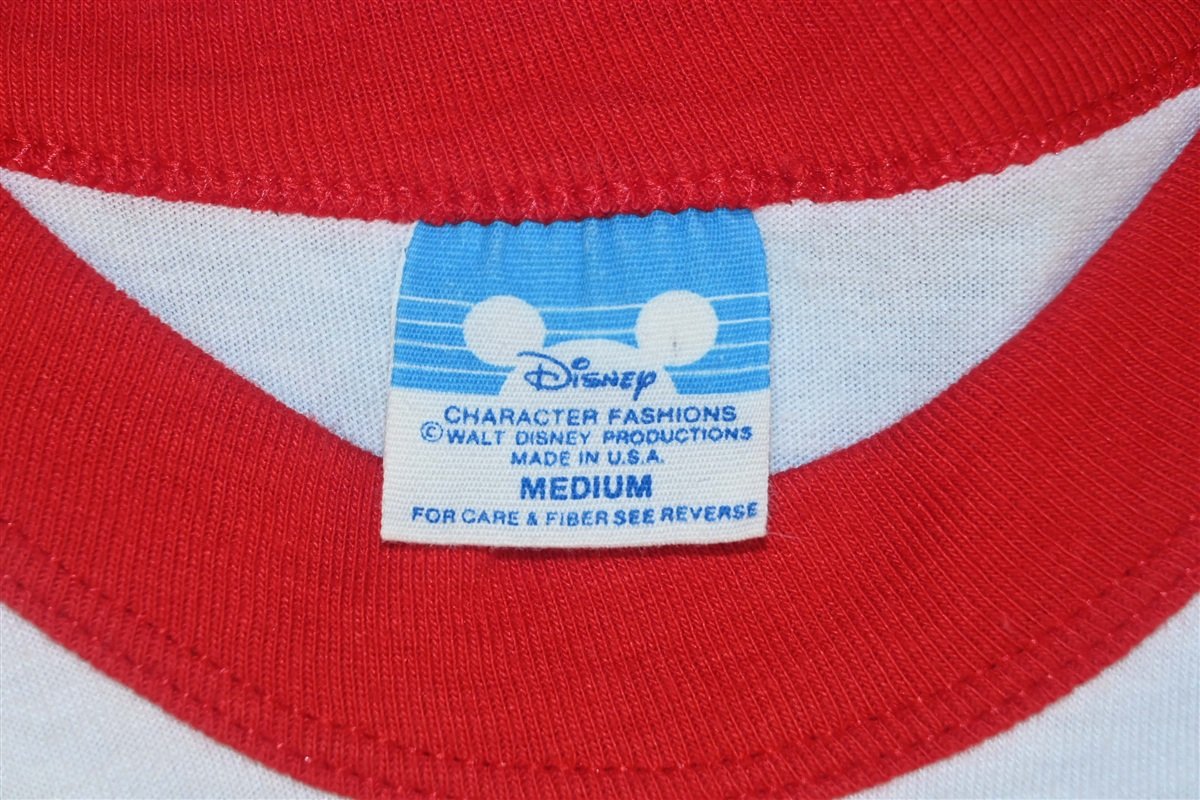 Disney
CHARACTER FASHIONS
©WALT DISNEY PRODUCTIONS
MADE IN U.S.A.
MEDIUM
FOR CARE & FIBER SEE REVERSE